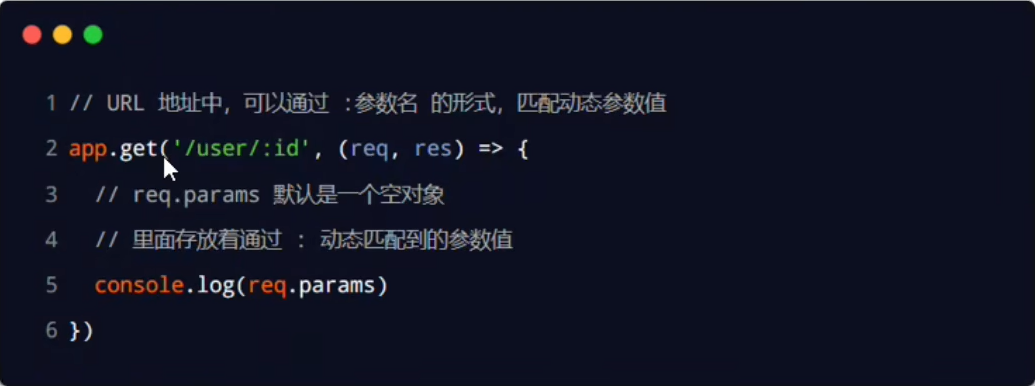 1 // URL 地址中，可以通过 :参数名 的形式，匹配动态参数值
2 app.get('/user/:id', (req, res) => {
3   // req.params 默认是一个空对象
4   // 里面存放着通过 : 动态匹配到的参数值
5   console.log(req.params)
6 })